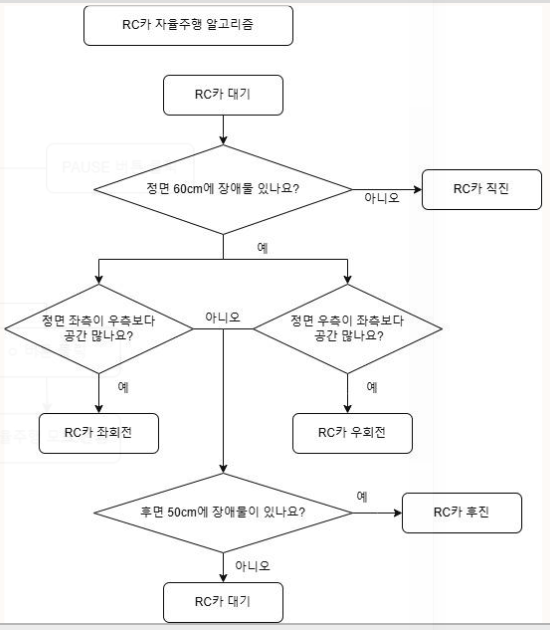 RC카 자율주행 알고리즘
RC카 대기
PAUSE
정면 60cm에 장애물 있나요?
아니오
RC카 직진
예
정면 좌측이 우측보다
공간 많나요?
아니오
정면 우측이 좌측보다
공간 많나요?
예
예
RC카 좌회전
RC카 우회전
후면 50cm에 장애물이 있나요?
예
RC카 후진
아니오
RC카 대기